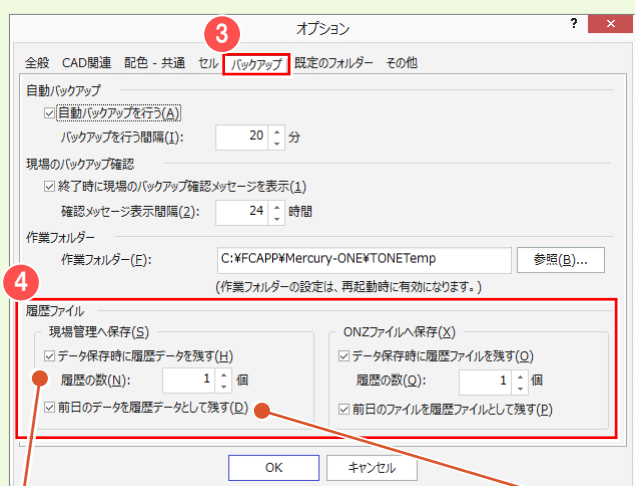 3
オプション
? ×
全般 CAD関連 配色 - 共通 セル バックアップ 既定のフォルダー その他
自動バックアップ
自動バックアップを行う(A)
バックアップを行う間隔(I): 20 分
現場のバックアップ確認
終了時に現場のバックアップ確認メッセージを表示(1)
確認メッセージ表示間隔(2): 24 時間
作業フォルダー
作業フォルダー(F): C:¥FCAPP¥Mercury-ONE¥TONETemp 参照(B)...
(作業フォルダーの設定は、再起動時に有効になります。)
4
履歴ファイル
現場管理へ保存(S) ONZファイルへ保存(X)
データ保存時に履歴データを残す(H) データ保存時に履歴ファイルを残す(O)
履歴の数(N): 1 個 履歴の数(Q): 1 個
前日のデータを履歴データとして残す(D) 前日のファイルを履歴ファイルとして残す(P)
OK キャンセル